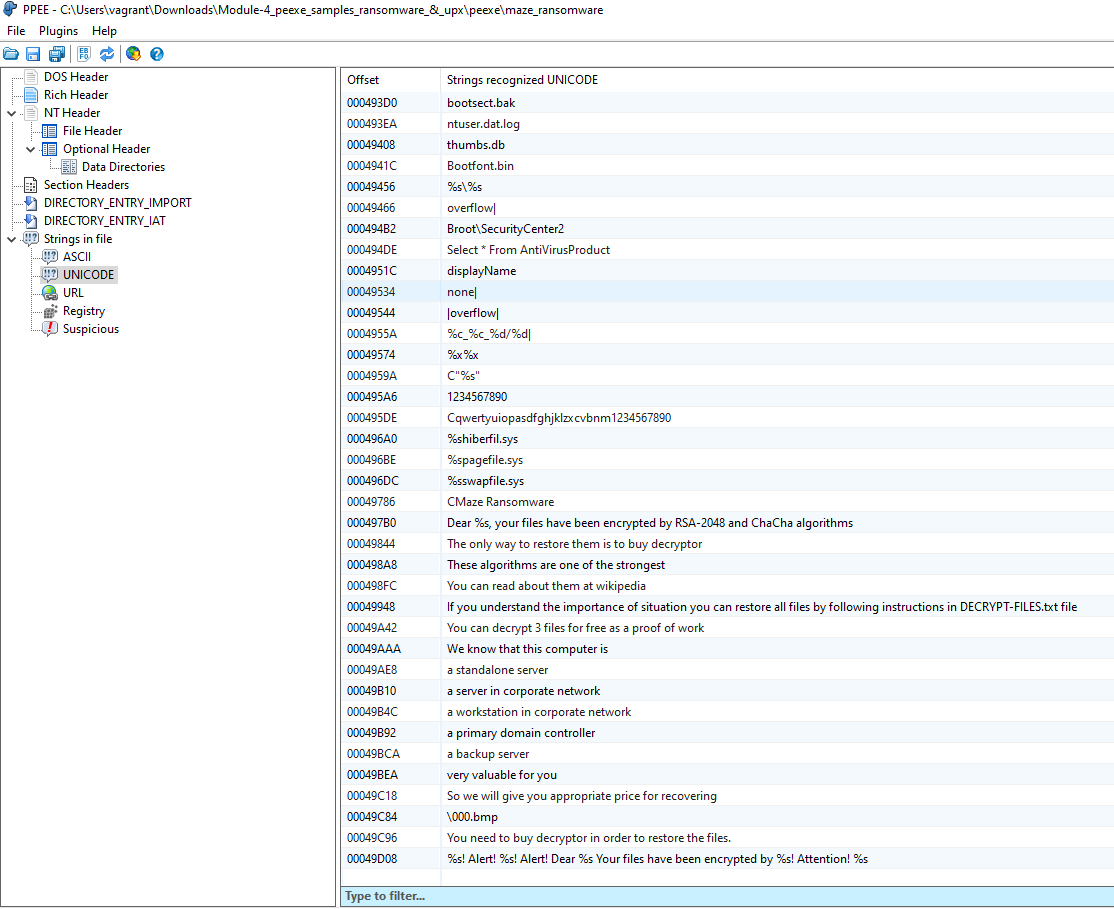 PPEE - C:\Users\vagrant\Downloads\Module-4_peexe_samples_ransomware_&_upx\peexe\maze_ransomware
File Plugins Help
DOS Header
Rich Header
NT Header
File Header
Optional Header
Data Directories
Section Headers
DIRECTORY_ENTRY_IMPORT
DIRECTORY_ENTRY_IAT
Strings in file
ASCII
UNICODE
URL
Registry
Suspicious
Offset Strings recognized UNICODE
000493D0 bootsect.bak
000493EA ntuser.dat.log
00049408 thumbs.db
0004941C Bootfont.bin
00049456 %s\%s
00049466 overflow|
000494B2 Broot\SecurityCenter2
000494DE Select * From AntiVirusProduct
0004951C displayName
00049534 none|
00049544 |overflow|
0004955A %c_%c_%d/%d|
00049574 %x%x
0004959A C"%s"
000495A6 1234567890
000495DE Cqwertyuiopasdfghjklzxcvbnm1234567890
000496A0 %shiberfil.sys
000496BE %spagefile.sys
000496DC %sswapfile.sys
00049786 CMaze Ransomware
000497B0 Dear %s, your files have been encrypted by RSA-2048 and ChaCha algorithms
00049844 The only way to restore them is to buy decryptor
000498A8 These algorithms are one of the strongest
000498FC You can read about them at wikipedia
00049948 If you understand the importance of situation you can restore all files by following instructions in DECRYPT-FILES.txt file
00049A42 You can decrypt 3 files for free as a proof of work
00049AAA We know that this computer is
00049AE8 a standalone server
00049B10 a server in corporate network
00049B4C a workstation in corporate network
00049B92 a primary domain controller
00049BCA a backup server
00049BEA very valuable for you
00049C18 So we will give you appropriate price for recovering
00049C84 \000.bmp
00049C96 You need to buy decryptor in order to restore the files.
00049D08 %s! Alert! %s! Alert! Dear %s Your files have been encrypted by %s! Attention! %s
Type to filter...